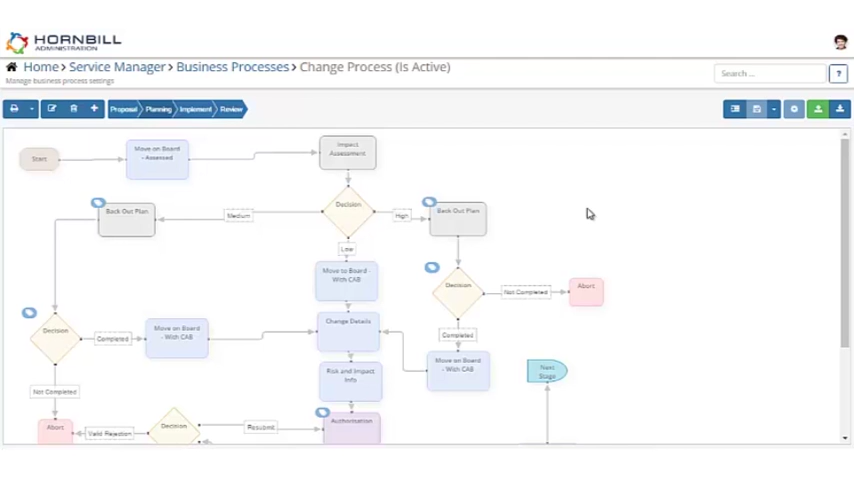 HORNBILL
ADMINISTRATION
Home > Service Manager > Business Processes > Change Process (Is Active)
Manage business process settings
Search ...
?
Proposal
Planning
Implement
Review
Start
Move on Board
- Assessed
Impact
Assessment
Back Out Plan
Medium
Decision
High
Back Out Plan
Low
Move to Board -
With CAB
Decision
Not Completed
Abort
Decision
Completed
Move on Board
- With CAB
Change Details
Completed
Risk and Impact
Info
Move on Board
- With CAB
Next
Stage
Not Completed
Abort
Valid Rejection
Decision
Resubmit
Authorisation